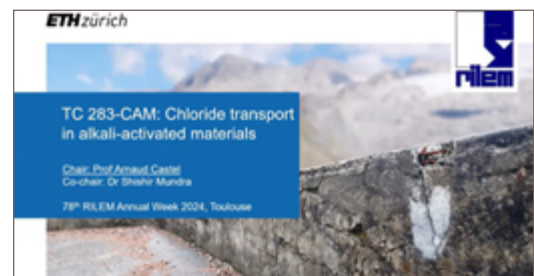 ETH zürich
rilem
TC 283-CAM: Chloride transport
in alkali-activated materials
Chair: Prof Arnaud Castel
Co-chair: Dr Shishir Mundra
78th RILEM Annual Week 2024, Toulouse